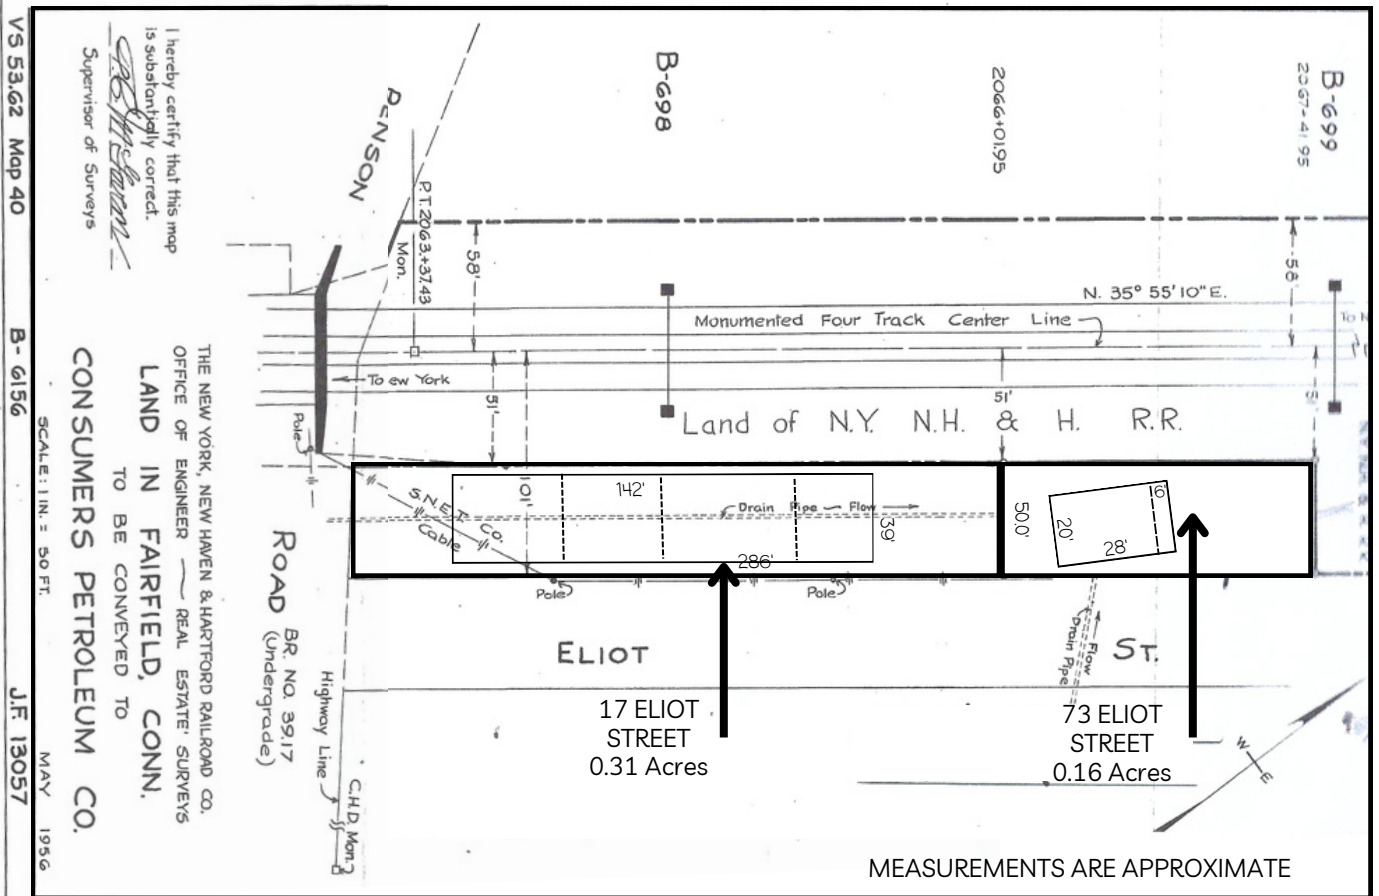 VS 53.62 Map 40
B-6156
J.F. 13057
SCALE: 1 IN. = 50 FT.
MAY 1956
I hereby certify that this map
is substantially correct.
Supervisor of Surveys
THE NEW YORK, NEW HAVEN & HARTFORD RAILROAD CO.
OFFICE OF ENGINEER — REAL ESTATE SURVEYS
LAND IN FAIRFIELD, CONN.
TO BE CONVEYED TO
CONSUMERS PETROLEUM CO.
PENSON
B-698
2066+01.95
B-699
2067+41.95
P.T. 2063+37.43
Mon.
58'
58'
N. 35° 55' 10" E.
Monumented Four Track Center Line
To N
To ew York
51'
51'
51'
Land of N.Y. N.H. & H. R.R.
Pole
S.N.E.T. Co.
Cable
101'
142'
Drain Pipe — Flow
39'
286'
50.0'
20'
28'
6'
Pole
Pole
ROAD
BR. NO. 39.17
(Undergrade)
ELIOT ST.
Flow
Drain Pipe
Highway Line
C.H.D. Mon.
17 ELIOT
STREET
0.31 Acres
73 ELIOT
STREET
0.16 Acres
W
E
MEASUREMENTS ARE APPROXIMATE